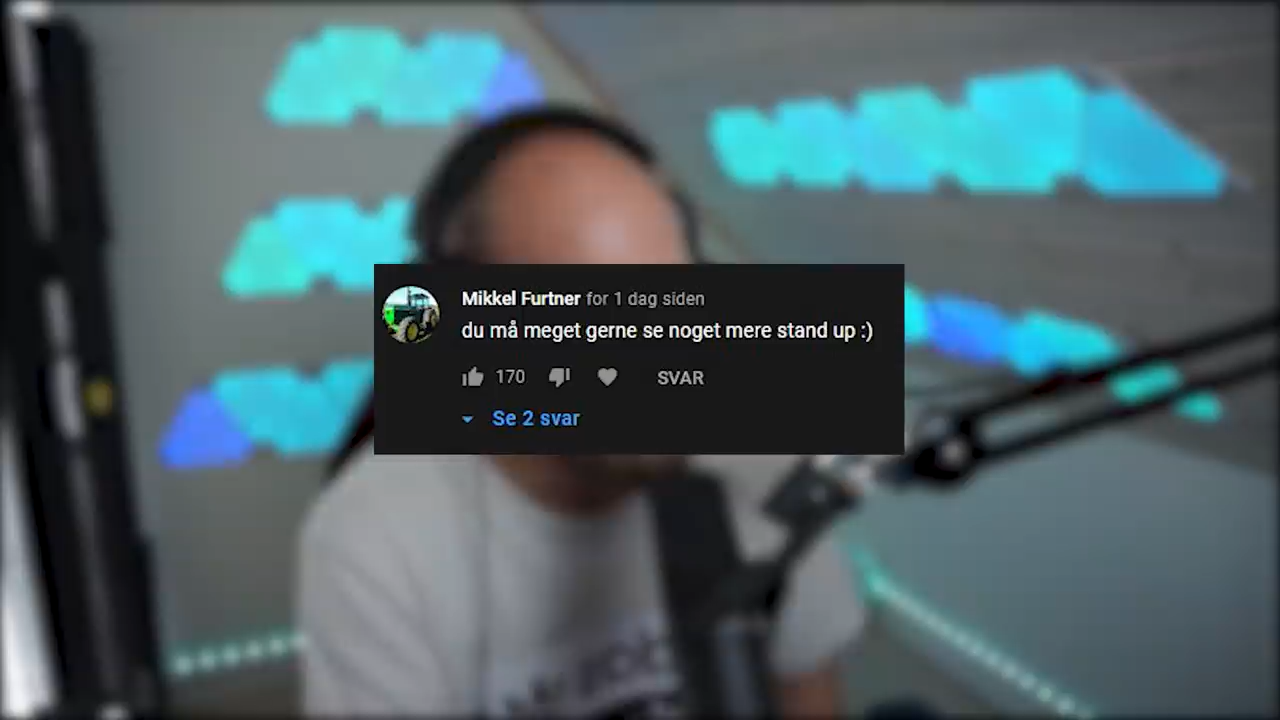 Mikkel Furtner for 1 dag siden
du må meget gerne se noget mere stand up :)
170 SVAR
Se 2 svar